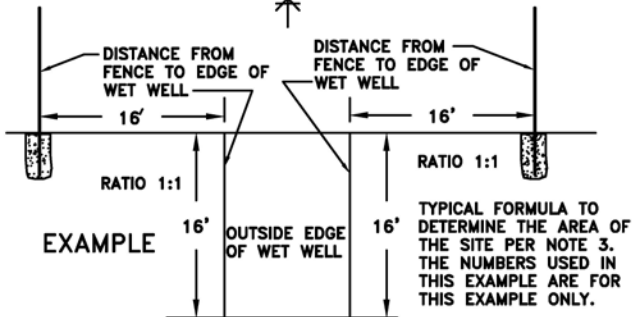 DISTANCE FROM
FENCE TO EDGE OF
WET WELL
DISTANCE FROM
FENCE TO EDGE OF
WET WELL
16'
16'
RATIO 1:1
RATIO 1:1
16'
16'
EXAMPLE
OUTSIDE EDGE
OF WET WELL
TYPICAL FORMULA TO
DETERMINE THE AREA OF
THE SITE PER NOTE 3.
THE NUMBERS USED IN
THIS EXAMPLE ARE FOR
THIS EXAMPLE ONLY.